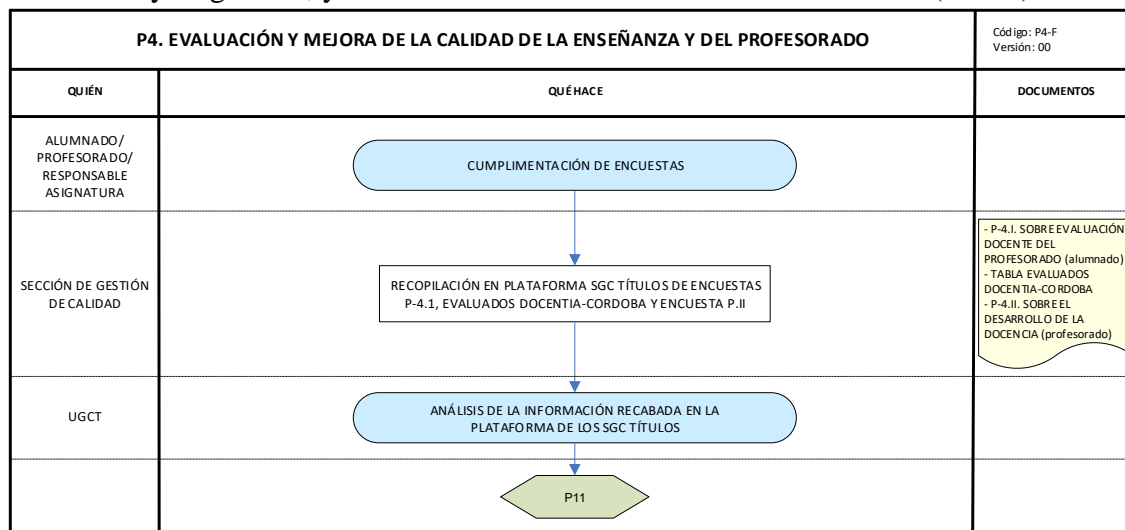 P4. EVALUACIÓN Y MEJORA DE LA CALIDAD DE LA ENSEÑANZA Y DEL PROFESORADO
Código: P4-F
Versión: 00
QUIÉN
QUÉ HACE
DOCUMENTOS
ALUMNADO/
PROFESORADO/
RESPONSABLE
ASIGNATURA
CUMPLIMENTACIÓN DE ENCUESTAS
SECCIÓN DE GESTIÓN
DE CALIDAD
RECOPILACIÓN EN PLATAFORMA SGC TÍTULOS DE ENCUESTAS
P-4.1, EVALUADOS DOCENTIA-CORDOBA Y ENCUESTA P.II
- P-4.I. SOBRE EVALUACIÓN
DOCENTE DEL
PROFESORADO (alumnado)
- TABLA EVALUADOS
DOCENTIA-CORDOBA
- P-4.II. SOBRE EL
DESARROLLO DE LA
DOCENCIA (profesorado)
UGCT
ANÁLISIS DE LA INFORMACIÓN RECABADA EN LA
PLATAFORMA DE LOS SGC TÍTULOS
P11